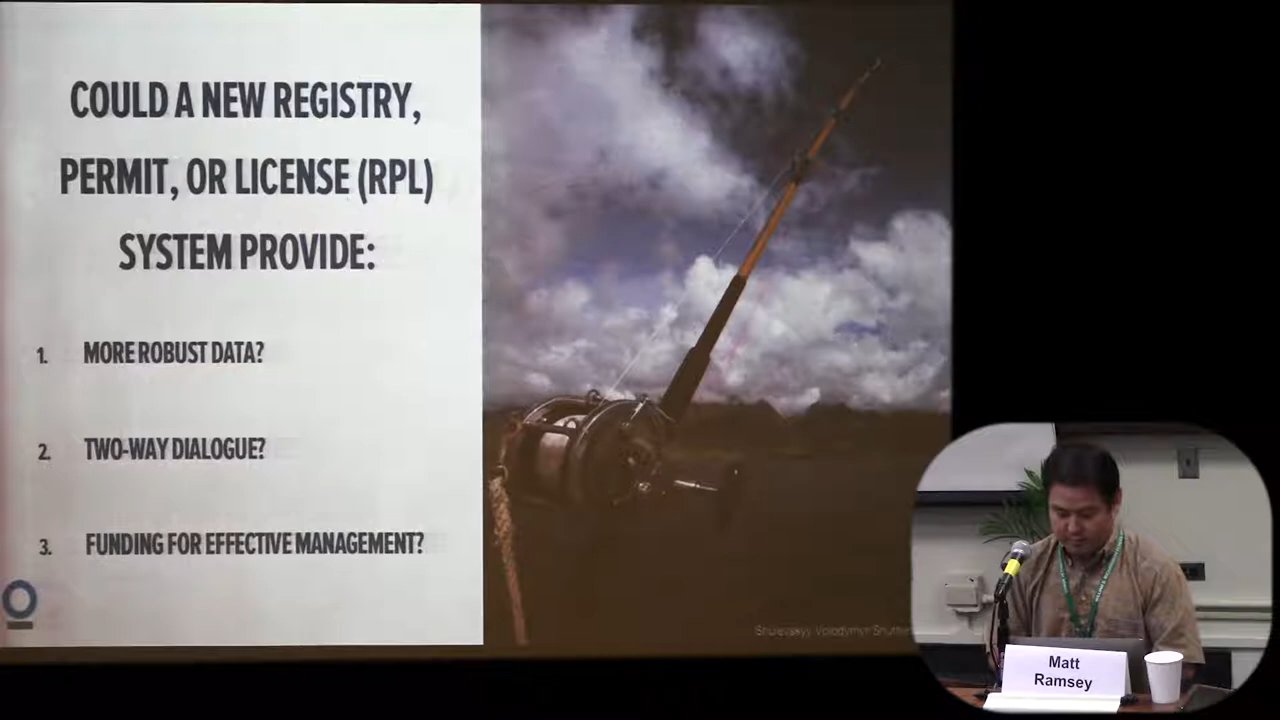 COULD A NEW REGISTRY,
PERMIT, OR LICENSE (RPL)
SYSTEM PROVIDE:
1. MORE ROBUST DATA?
2. TWO-WAY DIALOGUE?
3. FUNDING FOR EFFECTIVE MANAGEMENT?
Matt
Ramsey